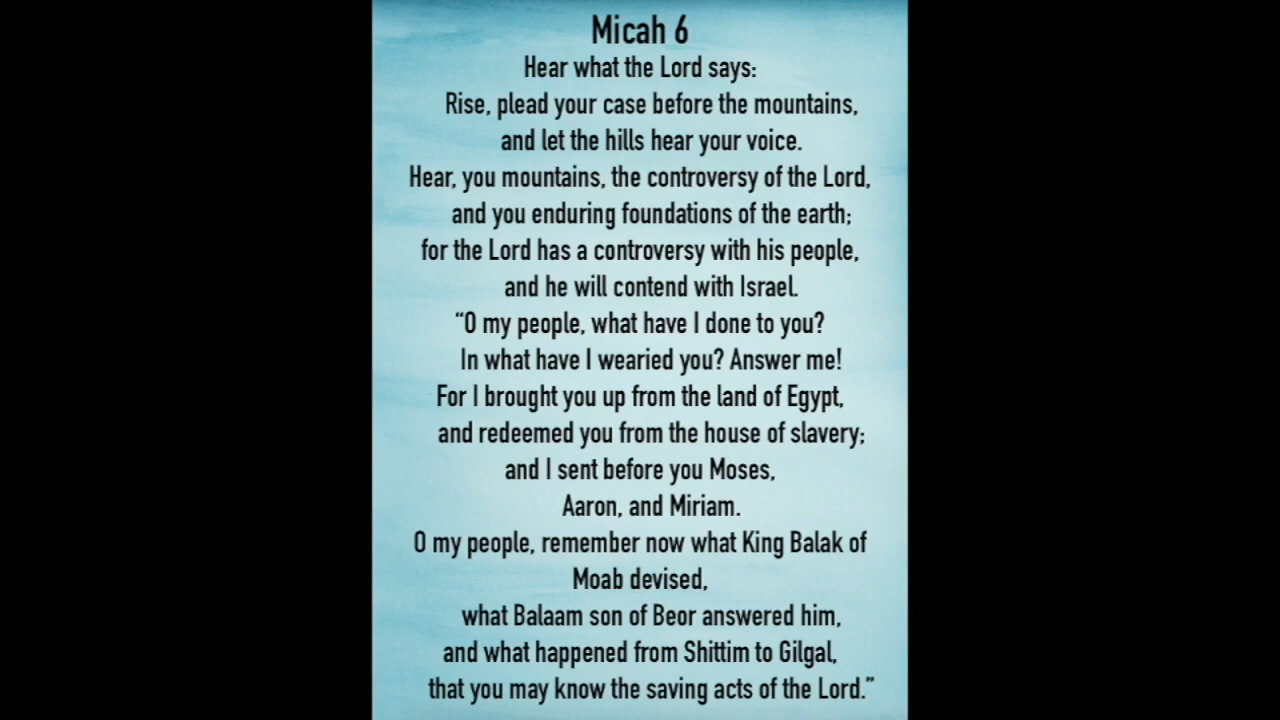 Micah 6
Hear what the Lord says:
Rise, plead your case before the mountains,
and let the hills hear your voice.
Hear, you mountains, the controversy of the Lord,
and you enduring foundations of the earth;
for the Lord has a controversy with his people,
and he will contend with Israel.
“O my people, what have I done to you?
In what have I wearied you? Answer me!
For I brought you up from the land of Egypt,
and redeemed you from the house of slavery;
and I sent before you Moses,
Aaron, and Miriam.
O my people, remember now what King Balak of
Moab devised,
what Balaam son of Beor answered him,
and what happened from Shittim to Gilgal,
that you may know the saving acts of the Lord.”